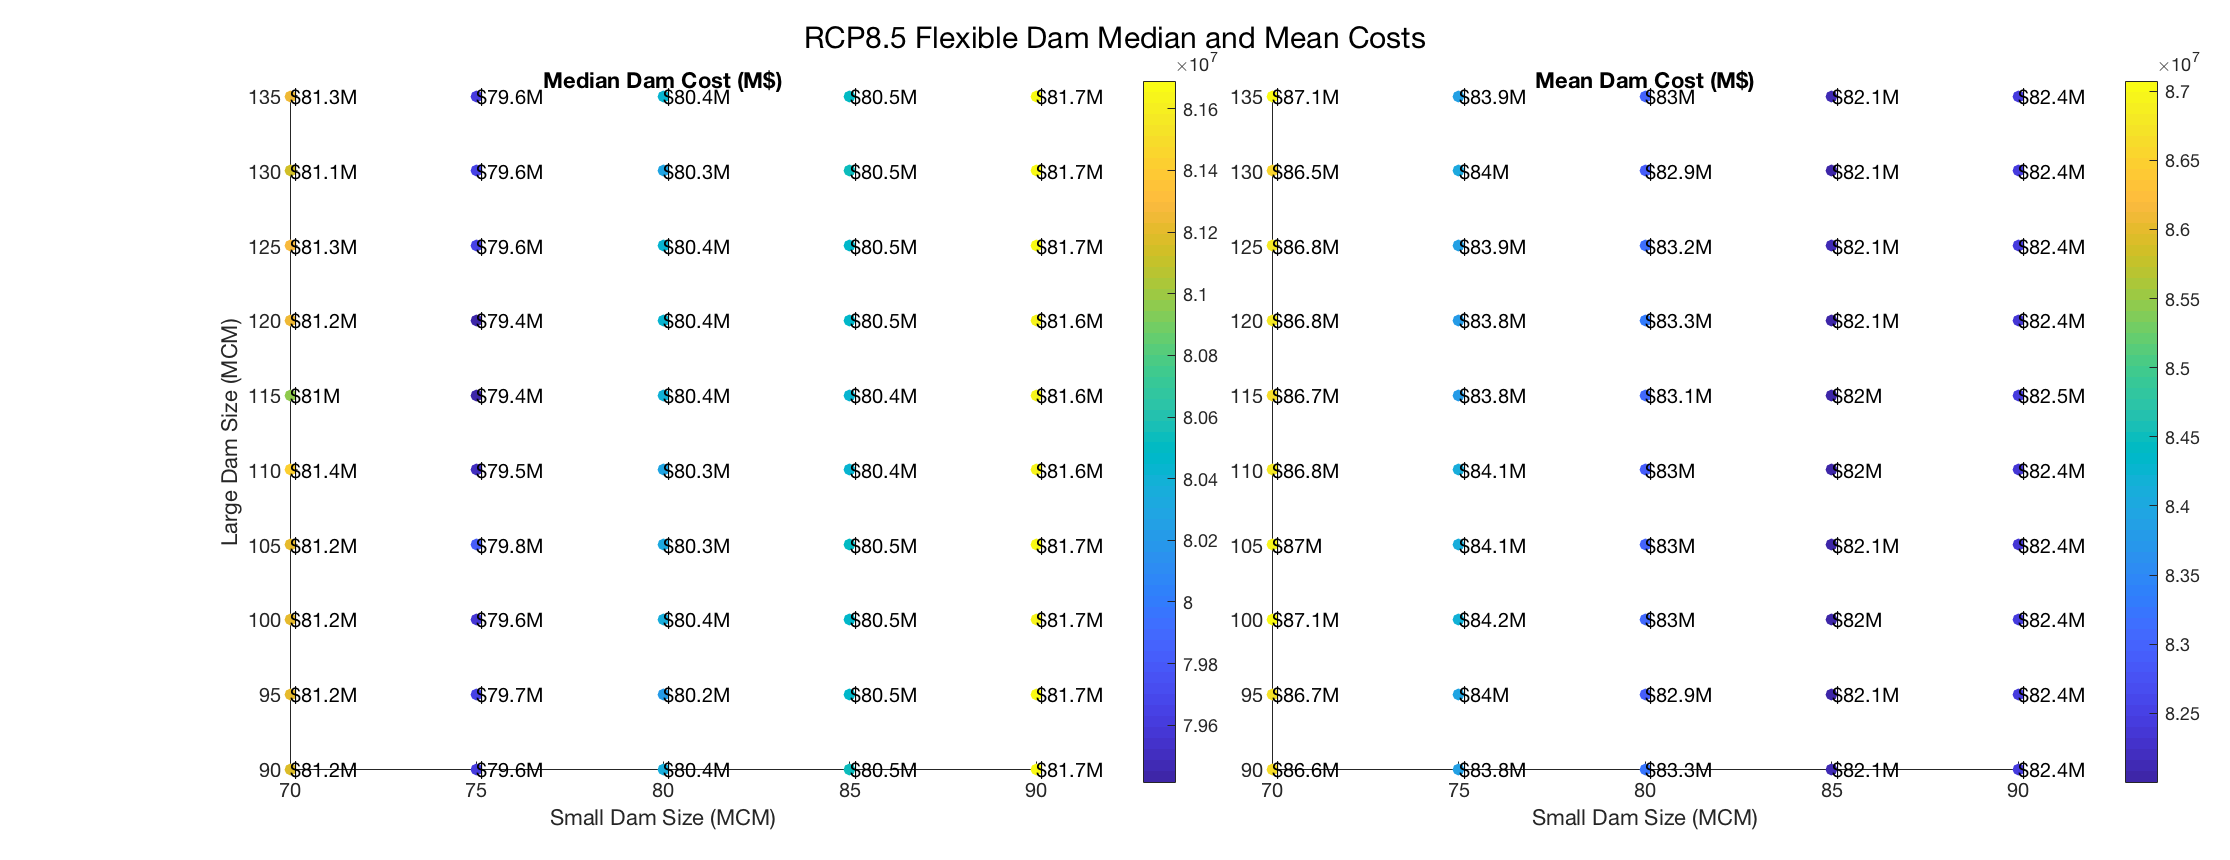 RCP8.5 Flexible Dam Median and Mean Costs
Median Dam Cost (M$)
×10⁷
135 $81.3M $79.6M $80.4M $80.5M $81.7M
130 $81.1M $79.6M $80.3M $80.5M $81.7M
125 $81.3M $79.6M $80.4M $80.5M $81.7M
120 $81.2M $79.4M $80.4M $80.5M $81.6M
115 $81M $79.4M $80.4M $80.4M $81.6M
110 $81.4M $79.5M $80.3M $80.4M $81.6M
105 $81.2M $79.8M $80.3M $80.5M $81.7M
100 $81.2M $79.6M $80.4M $80.5M $81.7M
95 $81.2M $79.7M $80.2M $80.5M $81.7M
90 $81.2M $79.6M $80.4M $80.5M $81.7M
70 75 80 85 90
Small Dam Size (MCM)
Large Dam Size (MCM)
8.16
8.14
8.12
8.1
8.08
8.06
8.04
8.02
8
7.98
7.96
Mean Dam Cost (M$)
×10⁷
135 $87.1M $83.9M $83M $82.1M $82.4M
130 $86.5M $84M $82.9M $82.1M $82.4M
125 $86.8M $83.9M $83.2M $82.1M $82.4M
120 $86.8M $83.8M $83.3M $82.1M $82.4M
115 $86.7M $83.8M $83.1M $82M $82.5M
110 $86.8M $84.1M $83M $82M $82.4M
105 $87M $84.1M $83M $82.1M $82.4M
100 $87.1M $84.2M $83M $82M $82.4M
95 $86.7M $84M $82.9M $82.1M $82.4M
90 $86.6M $83.8M $83.3M $82.1M $82.4M
70 75 80 85 90
Small Dam Size (MCM)
8.7
8.65
8.6
8.55
8.5
8.45
8.4
8.35
8.3
8.25